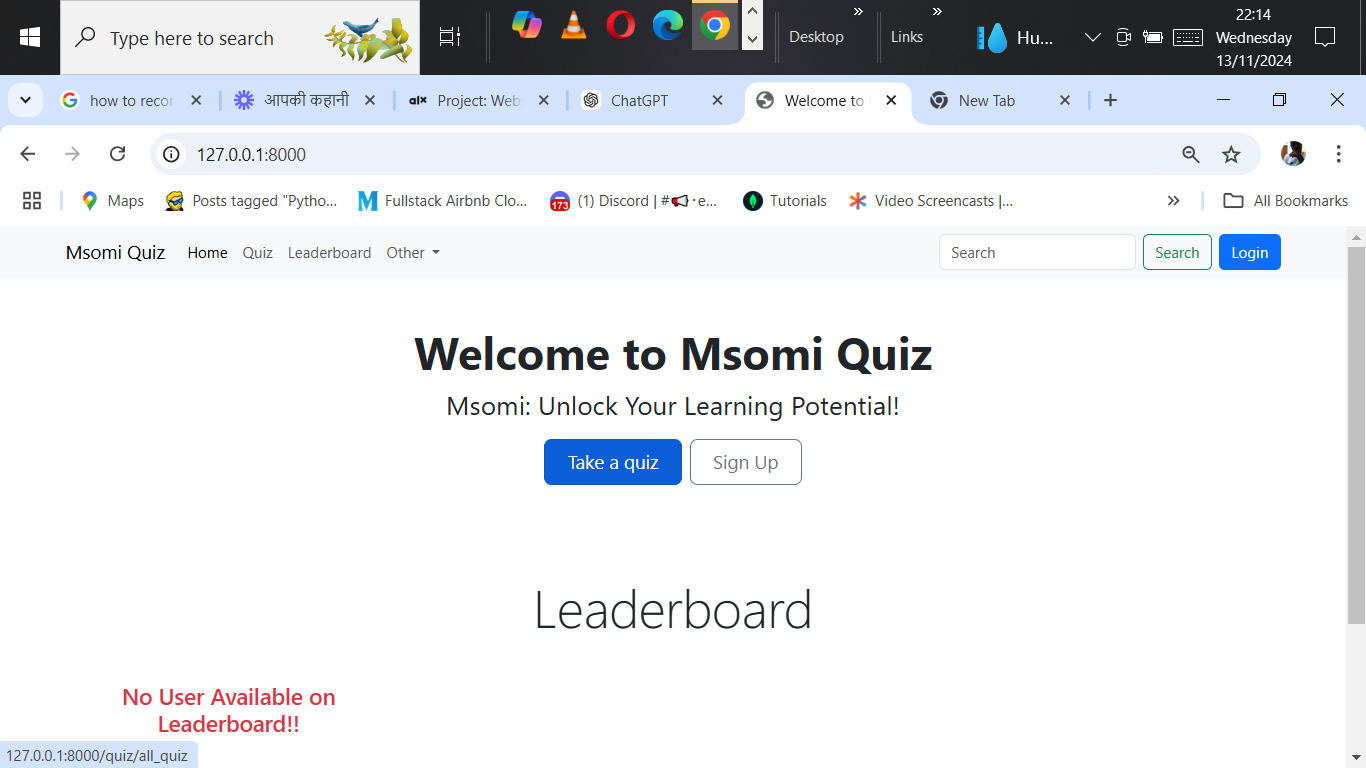 Type here to search
Desktop
Links
Hu...
22:14
Wednesday
13/11/2024
how to recor
आपकी कहानी
alx Project: Web
ChatGPT
Welcome to
New Tab
127.0.0.1:8000
Maps
Posts tagged "Pytho...
Fullstack Airbnb Clo...
173 (1) Discord | #📢・e...
Tutorials
Video Screencasts |...
All Bookmarks
Msomi Quiz Home Quiz Leaderboard Other
Search Search Login
Welcome to Msomi Quiz
Msomi: Unlock Your Learning Potential!
Take a quiz Sign Up
Leaderboard
No User Available on
Leaderboard!!
127.0.0.1:8000/quiz/all_quiz